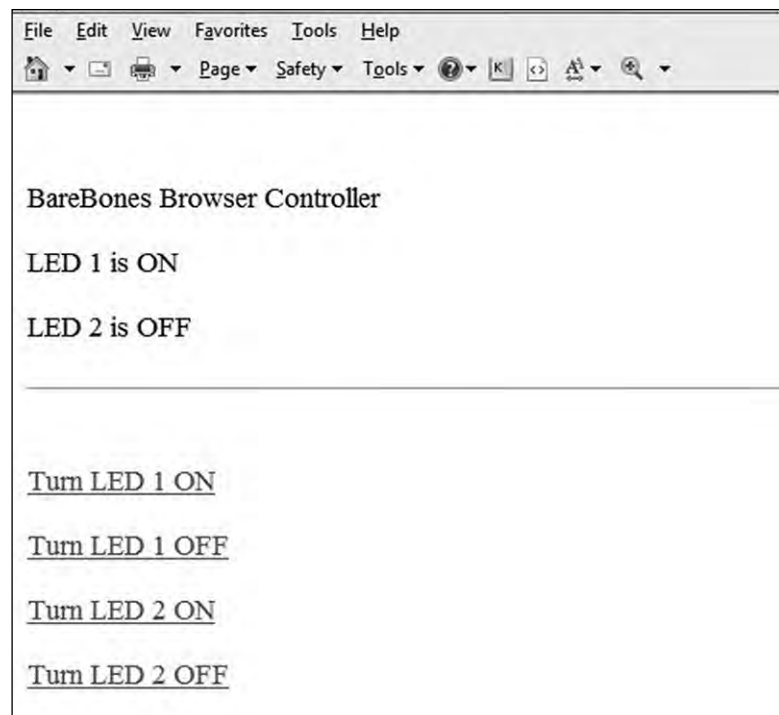 File Edit View Favorites Tools Help
Page Safety Tools
BareBones Browser Controller
LED 1 is ON
LED 2 is OFF
Turn LED 1 ON
Turn LED 1 OFF
Turn LED 2 ON
Turn LED 2 OFF